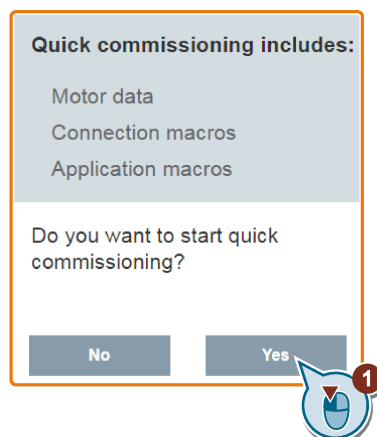 Quick commissioning includes:
Motor data
Connection macros
Application macros
Do you want to start quick
commissioning?
No
Yes
1